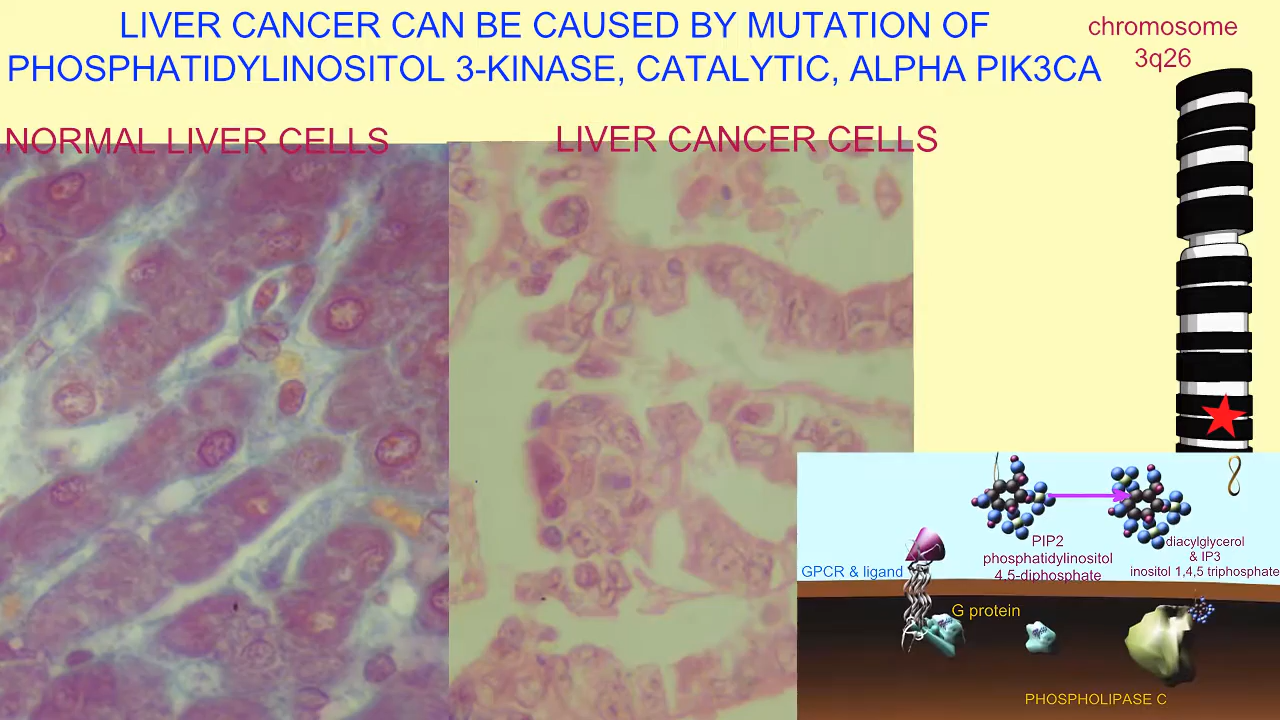 LIVER CANCER CAN BE CAUSED BY MUTATION OF
PHOSPHATIDYLINOSITOL 3-KINASE, CATALYTIC, ALPHA PIK3CA
chromosome
3q26
NORMAL LIVER CELLS
LIVER CANCER CELLS
PIP2
phosphatidylinositol
4,5-diphosphate
diacylglycerol
& IP3
inositol 1,4,5 triphosphate
GPCR & ligand
G protein
PHOSPHOLIPASE C